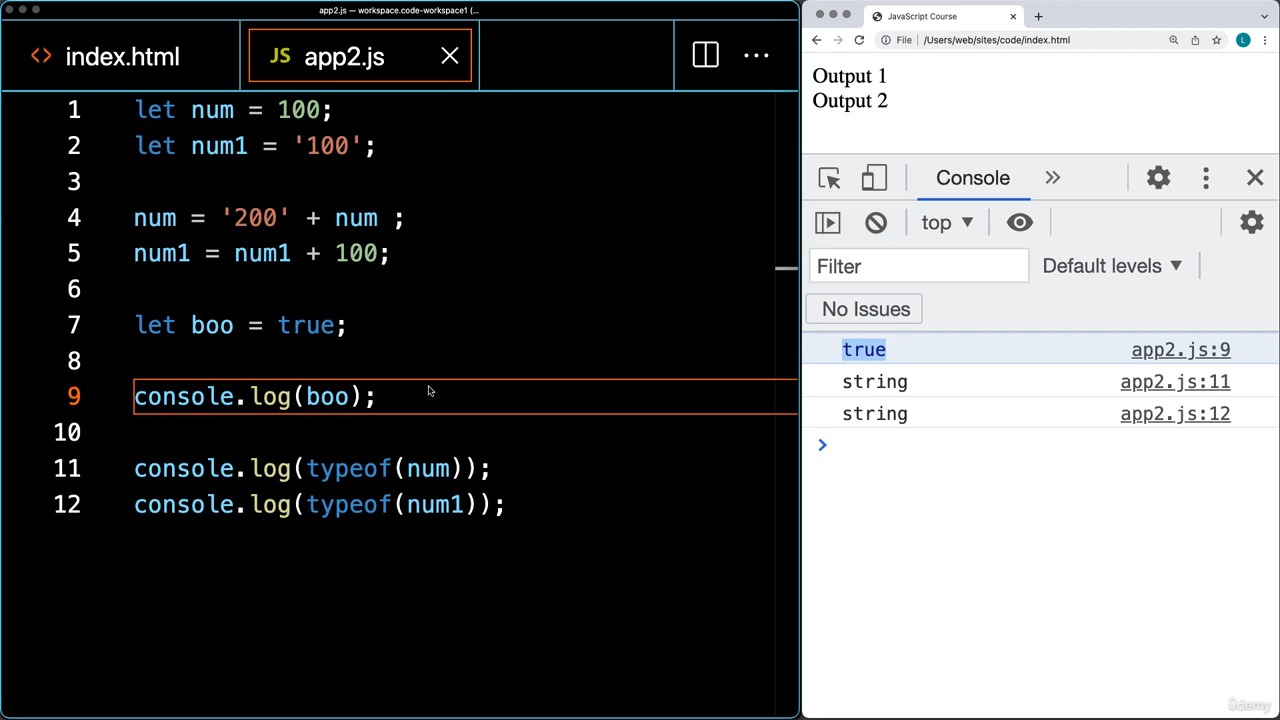 app2.js — workspace.code-workspace1 (...
index.html
JS app2.js
1 let num = 100;
2 let num1 = '100';
3
4 num = '200' + num ;
5 num1 = num1 + 100;
6
7 let boo = true;
8
9 console.log(boo);
10
11 console.log(typeof(num));
12 console.log(typeof(num1));
JavaScript Course
File /Users/web/sites/code/index.html L
Output 1
Output 2
Console
top
Filter Default levels
No Issues
true app2.js:9
string app2.js:11
string app2.js:12
ûdemy